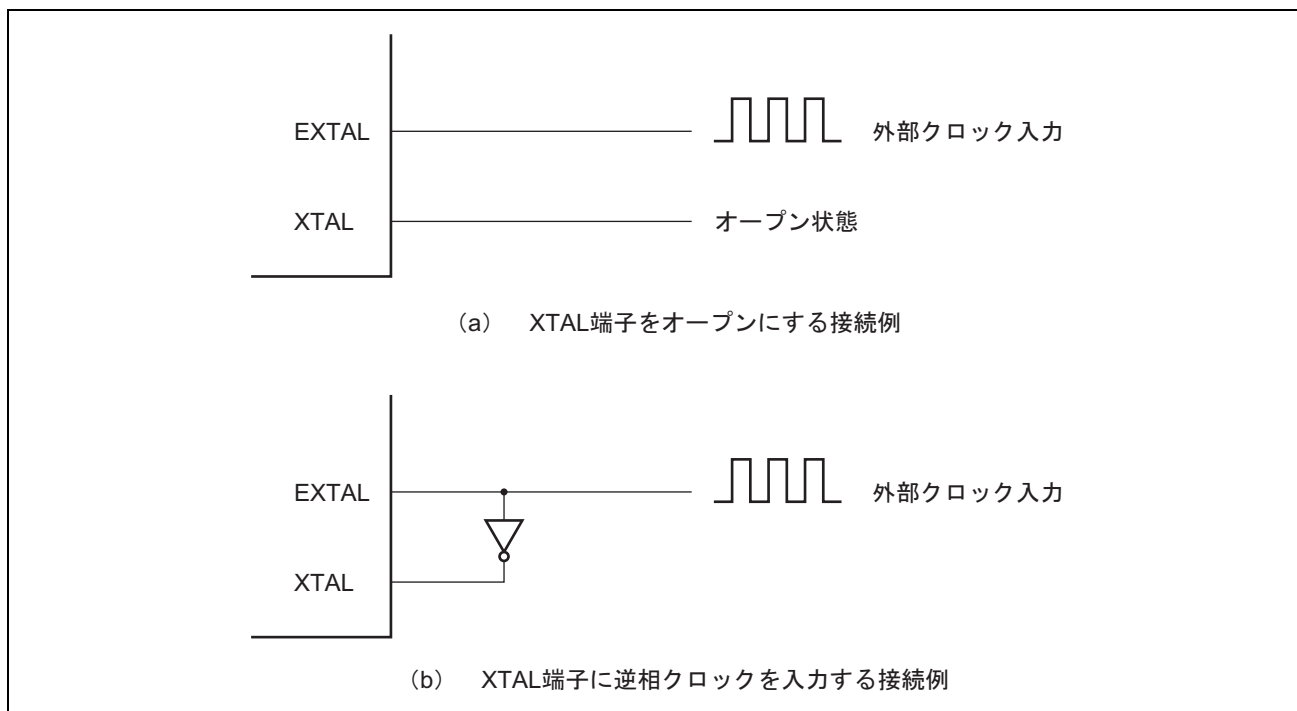 EXTAL 外部クロック入力
XTAL オープン状態
（a） XTAL端子をオープンにする接続例
EXTAL 外部クロック入力
XTAL
（b） XTAL端子に逆相クロックを入力する接続例